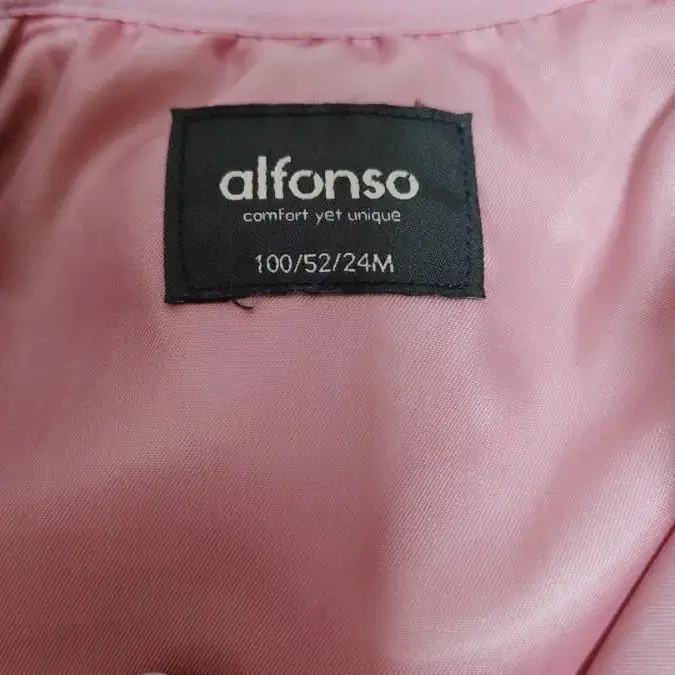 alfonso
comfort yet unique
100/52/24M